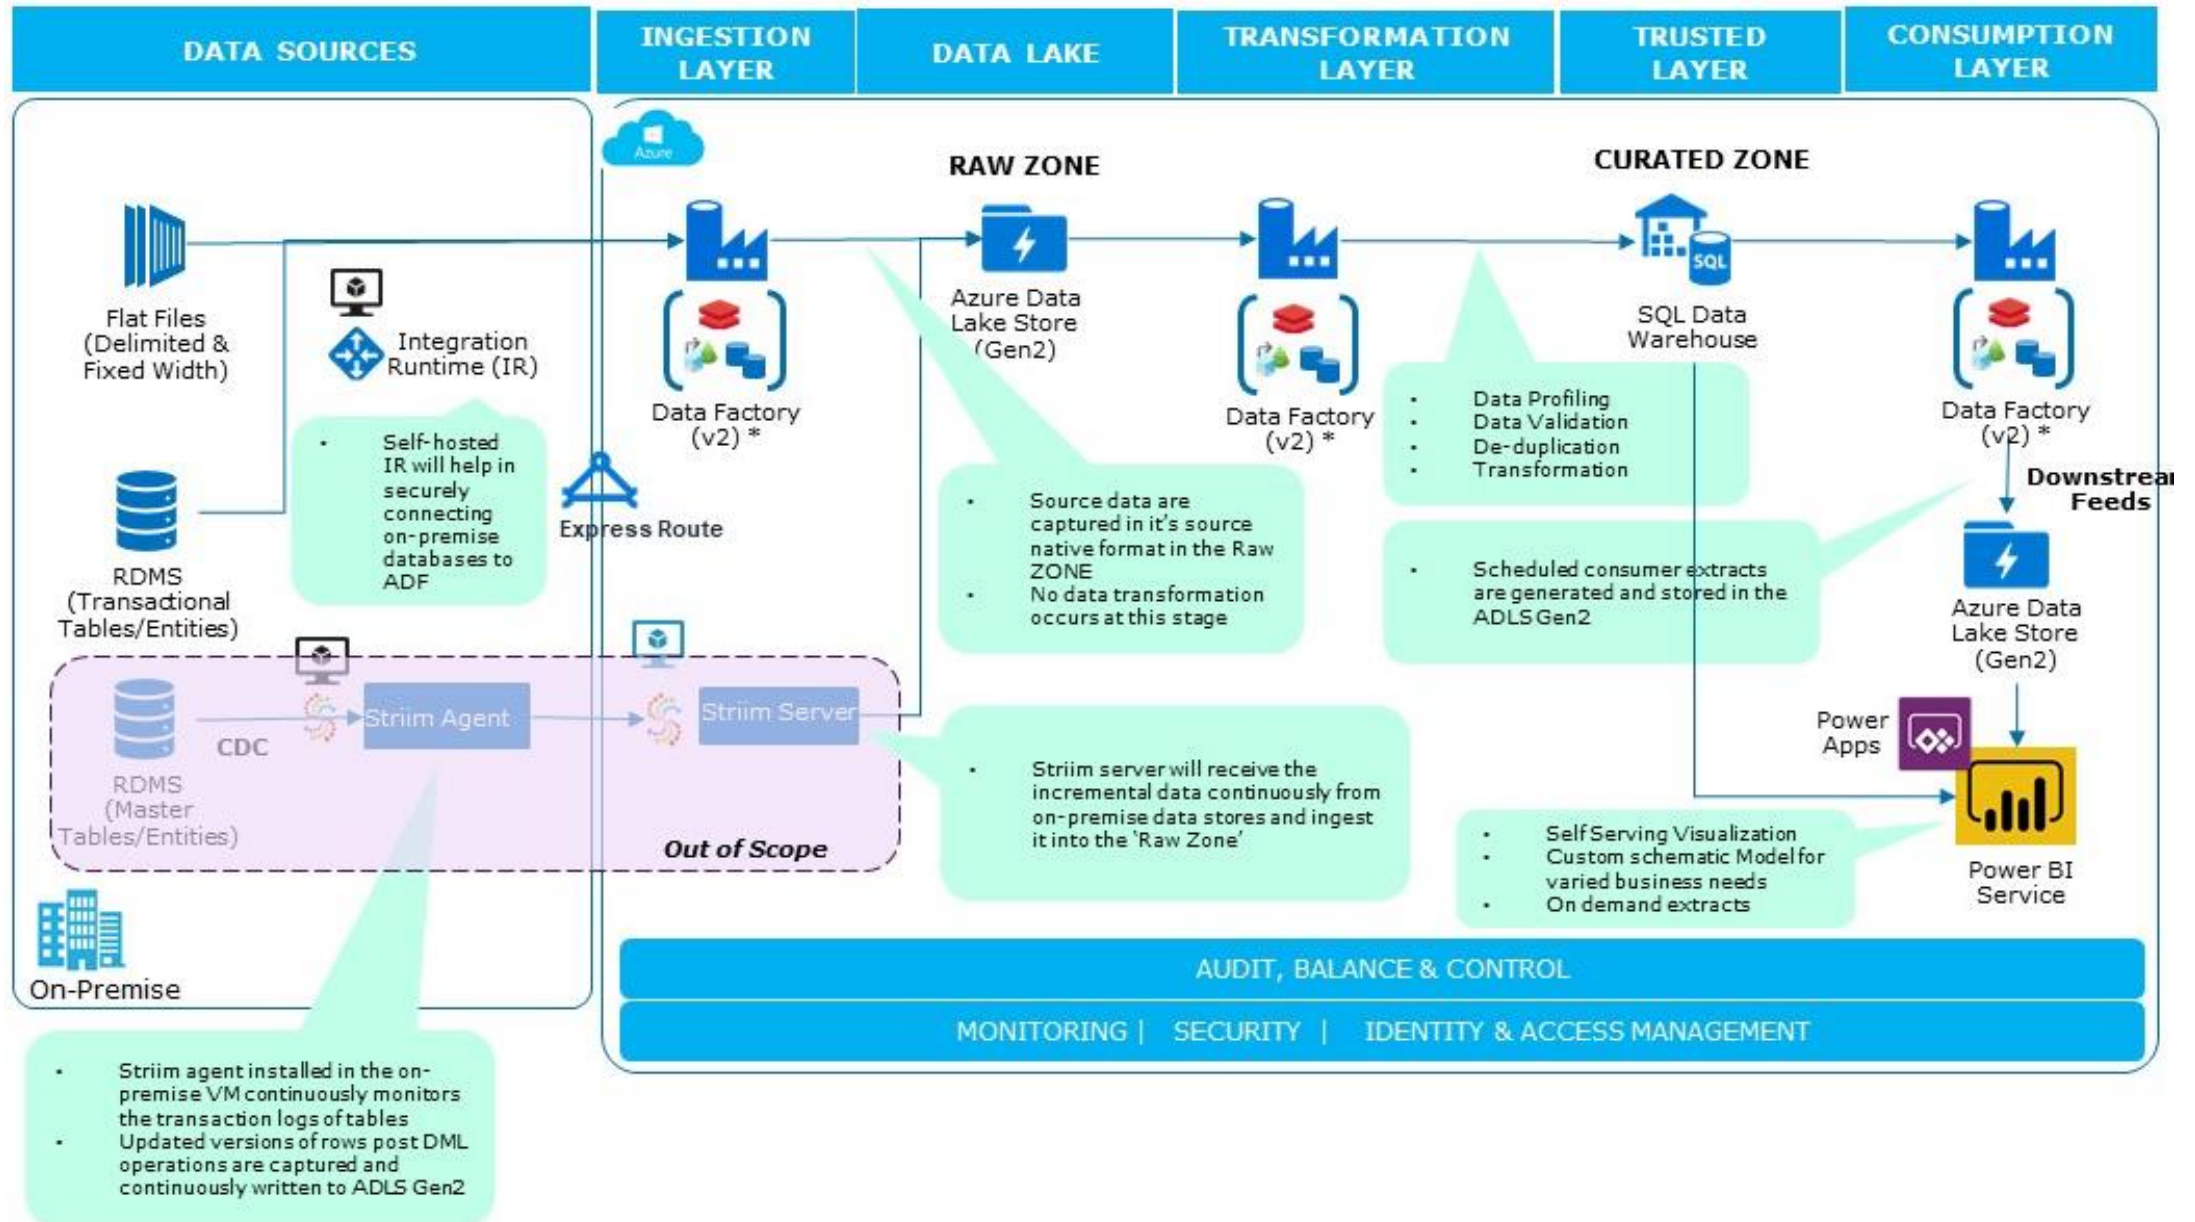 DATA SOURCES
INGESTION
LAYER
DATA LAKE
TRANSFORMATION
LAYER
TRUSTED
LAYER
CONSUMPTION
LAYER
Azure
RAW ZONE
CURATED ZONE
Flat Files
(Delimited &
Fixed Width)
Integration
Runtime (IR)
• Self-hosted
IR will help in
securely
connecting
on-premise
databases to
ADF
Express Route
RDMS
(Transactional
Tables/Entities)
Data Factory
(v2) *
Azure Data
Lake Store
(Gen2)
• Source data are
captured in it's source
native format in the Raw
ZONE
• No data transformation
occurs at this stage
Data Factory
(v2) *
• Data Profiling
• Data Validation
• De-duplication
• Transformation
SQL
SQL Data
Warehouse
• Scheduled consumer extracts
are generated and stored in the
ADLS Gen2
Data Factory
(v2) *
Downstream
Feeds
Azure Data
Lake Store
(Gen2)
Power
Apps
Power BI
Service
• Self Serving Visualization
• Custom schematic Model for
varied business needs
• On demand extracts
RDMS
(Master
Tables/Entities)
CDC
Striim Agent
Striim Server
Out of Scope
• Striim server will receive the
incremental data continuously from
on-premise data stores and ingest
it into the 'Raw Zone'
On-Premise
AUDIT, BALANCE & CONTROL
MONITORING | SECURITY | IDENTITY & ACCESS MANAGEMENT
• Striim agent installed in the on-
premise VM continuously monitors
the transaction logs of tables
• Updated versions of rows post DML
operations are captured and
continuously written to ADLS Gen2